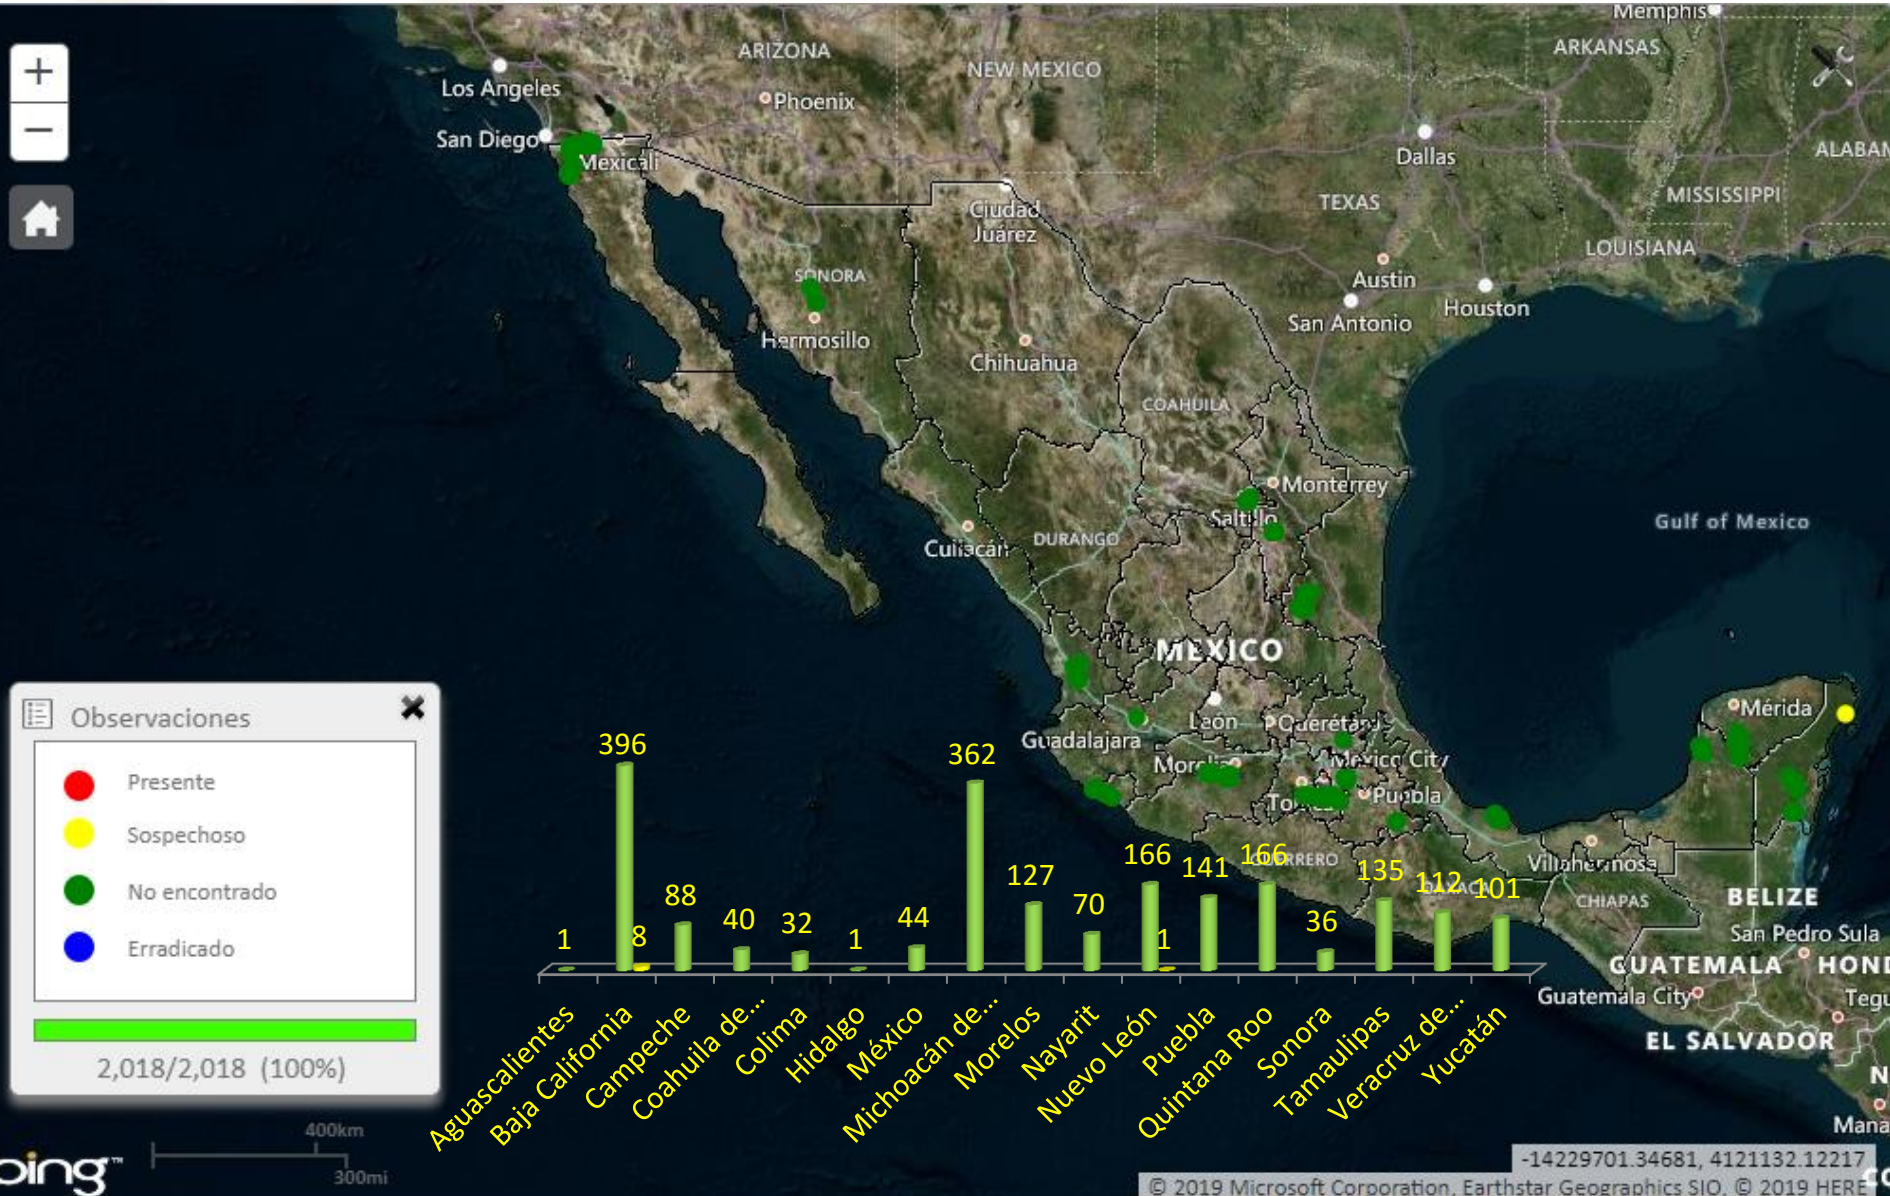 Memphis
ARIZONA
ARKANSAS
NEW MEXICO
+
Los Angeles
Phoenix
−
San Diego
Mexicali
Dallas
ALABAM
TEXAS
MISSISSIPPI
Ciudad
Juárez
LOUISIANA
SONORA
Austin
Houston
San Antonio
Hermosillo
Chihuahua
COAHUILA
Monterrey
Saltillo
Gulf of Mexico
Culiacán
DURANGO
MEXICO
Mérida
León
Querétaro
Guadalajara
Morelia
Mexico City
Toluca
Puebla
GUERRERO
Villahermosa
OAXACA
CHIAPAS
BELIZE
San Pedro Sula
GUATEMALA
HOND
Guatemala City
Tegu
EL SALVADOR
N
Mana
Observaciones
Presente
Sospechoso
No encontrado
Erradicado
2,018/2,018 (100%)
1
396
8
88
40
32
1
44
362
127
70
166
1
141
166
36
135
112
101
Aguascalientes
Baja California
Campeche
Coahuila de...
Colima
Hidalgo
México
Michoacán de...
Morelos
Nayarit
Nuevo León
Puebla
Quintana Roo
Sonora
Tamaulipas
Veracruz de...
Yucatán
400km
300mi
bing™
-14229701.34681, 4121132.12217
© 2019 Microsoft Corporation, Earthstar Geographics SIO, © 2019 HERE